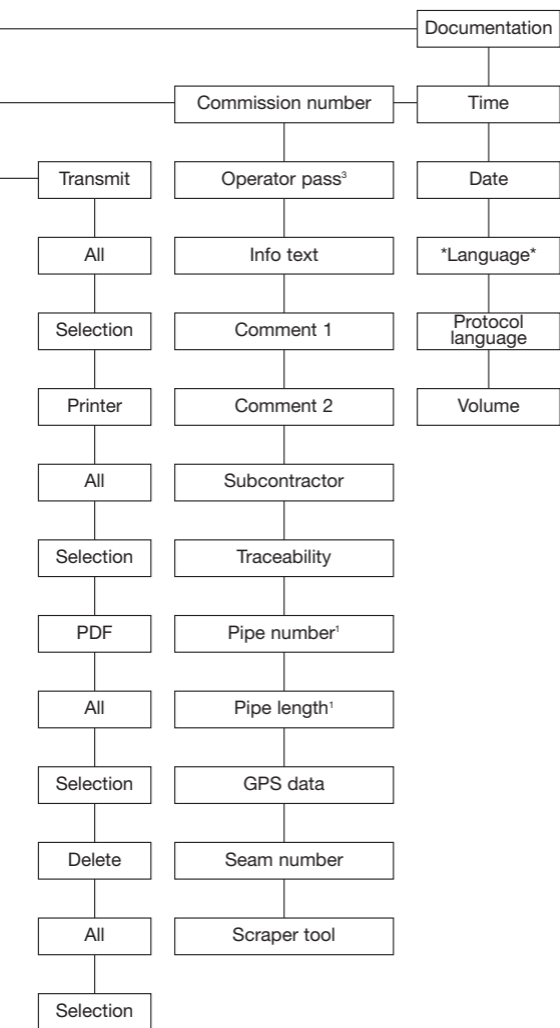 Documentation
Commission number
Time
Transmit
Operator pass³
Date
All
Info text
*Language*
Selection
Comment 1
Protocol
language
Printer
Comment 2
Volume
All
Subcontractor
Selection
Traceability
PDF
Pipe number¹
All
Pipe length¹
Selection
GPS data
Delete
Seam number
All
Scraper tool
Selection